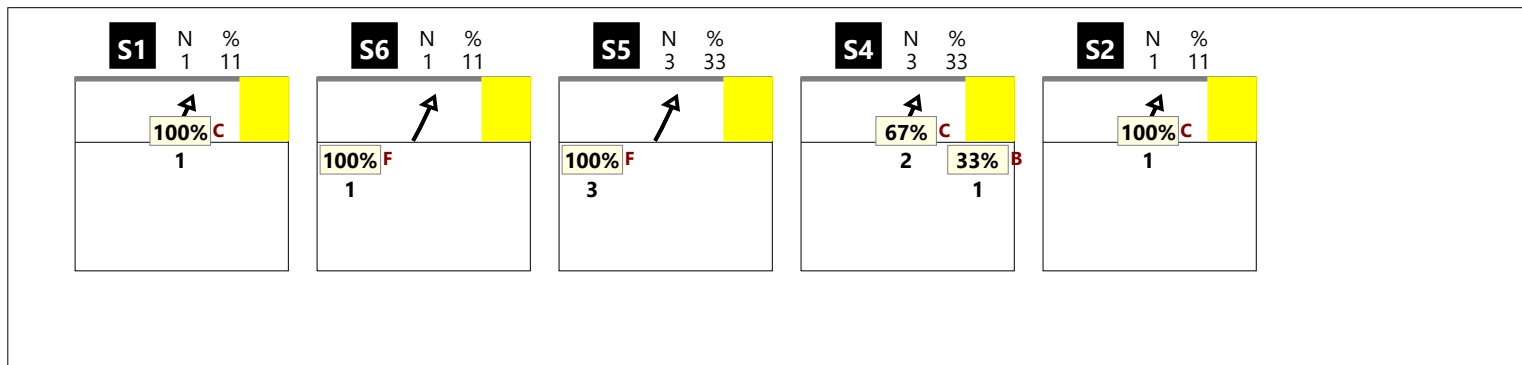 S1 N % 1 11
100% C
1
S6 N % 1 11
100% F
1
S5 N % 3 33
100% F
3
S4 N % 3 33
67% C
2
33% B
1
S2 N % 1 11
100% C
1